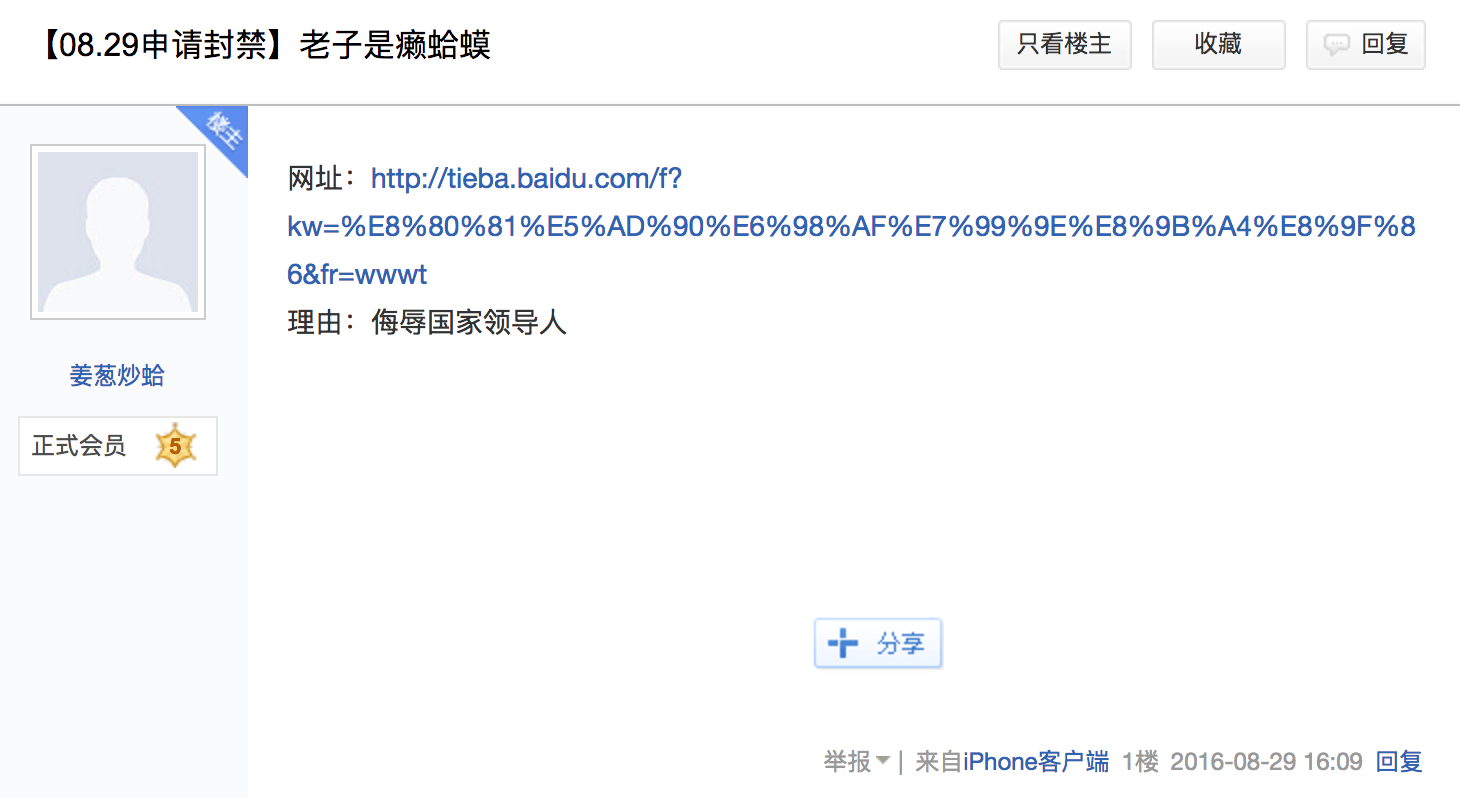 【08.29申请封禁】老子是癞蛤蟆
只看楼主
收藏
回复
楼主
网址：http://tieba.baidu.com/f?
kw=%E8%80%81%E5%AD%90%E6%98%AF%E7%99%9E%E8%9B%A4%E8%9F%8
6&fr=wwwt
理由：侮辱国家领导人
姜葱炒蛤
正式会员 5
分享
举报 | 来自iPhone客户端 1楼 2016-08-29 16:09 回复